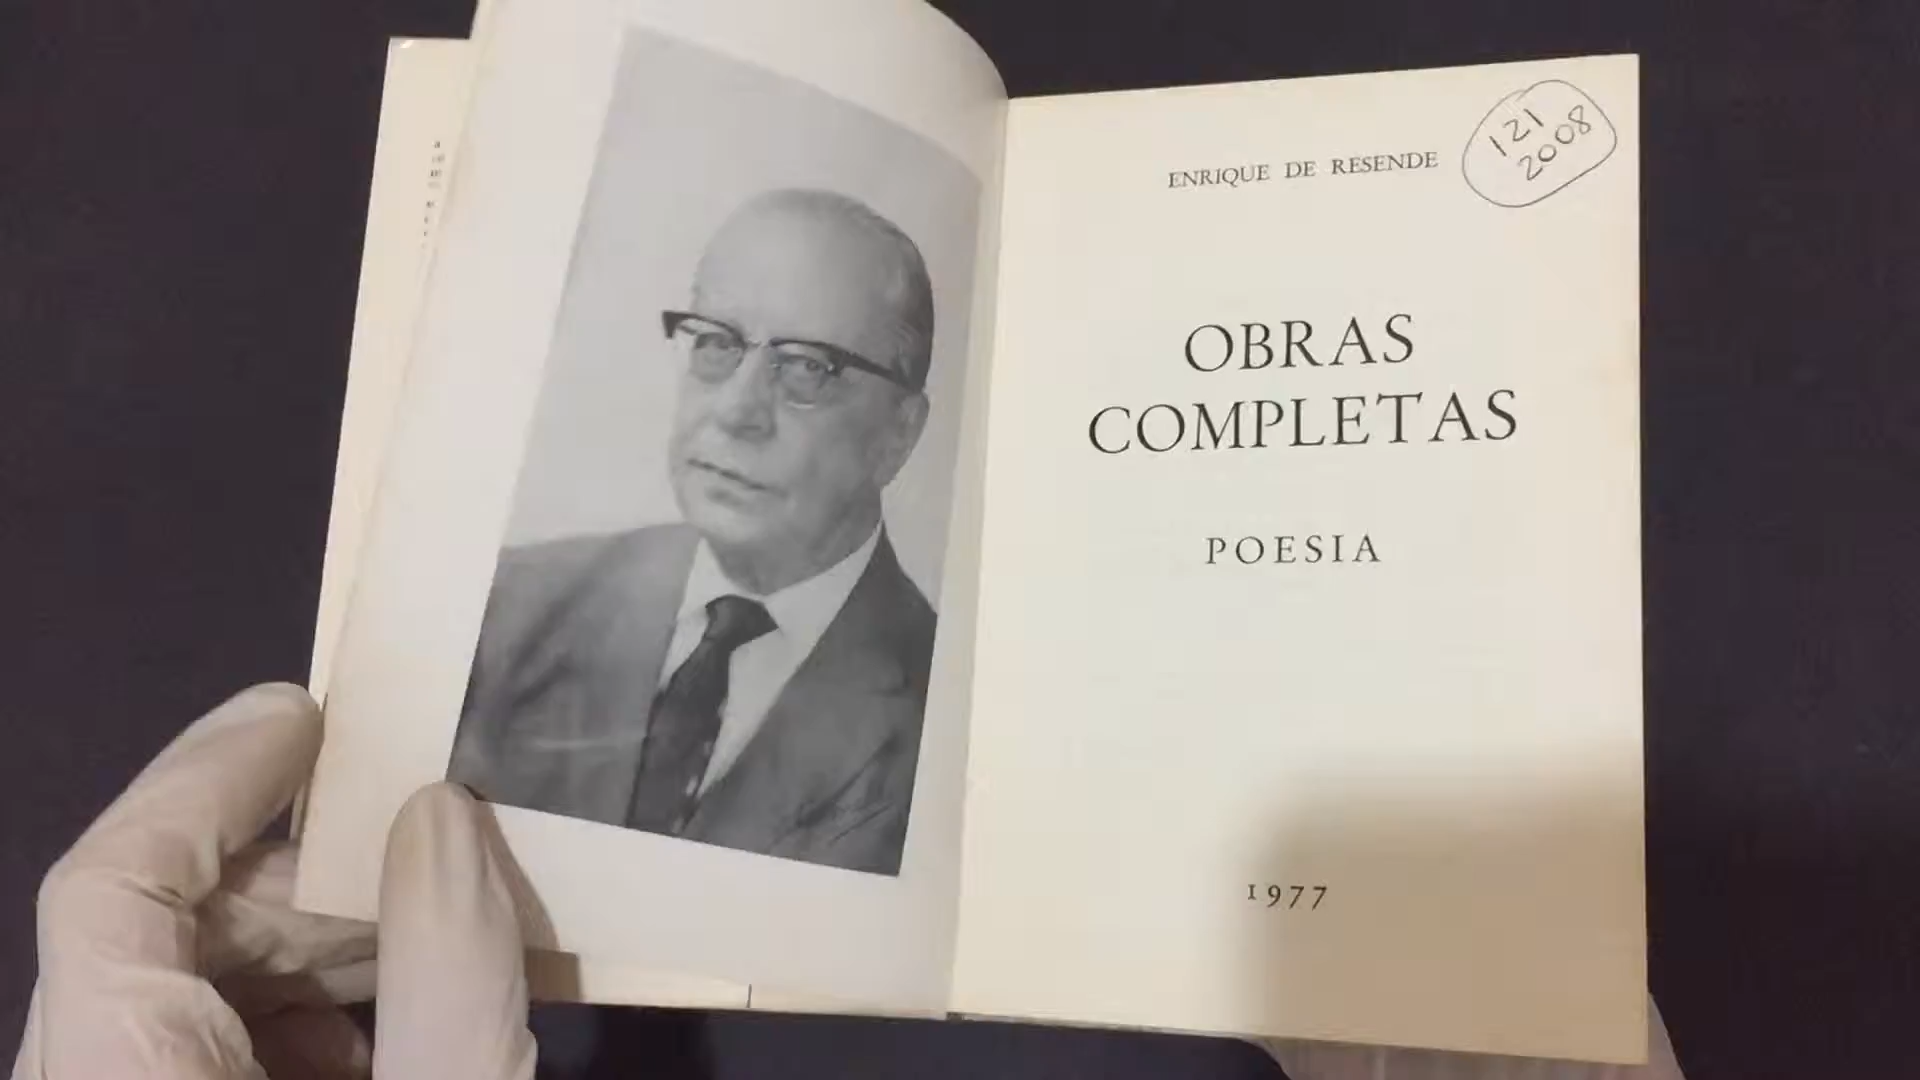 ENRIQUE DE RESENDE
121
2008
OBRAS
COMPLETAS
POESIA
1977